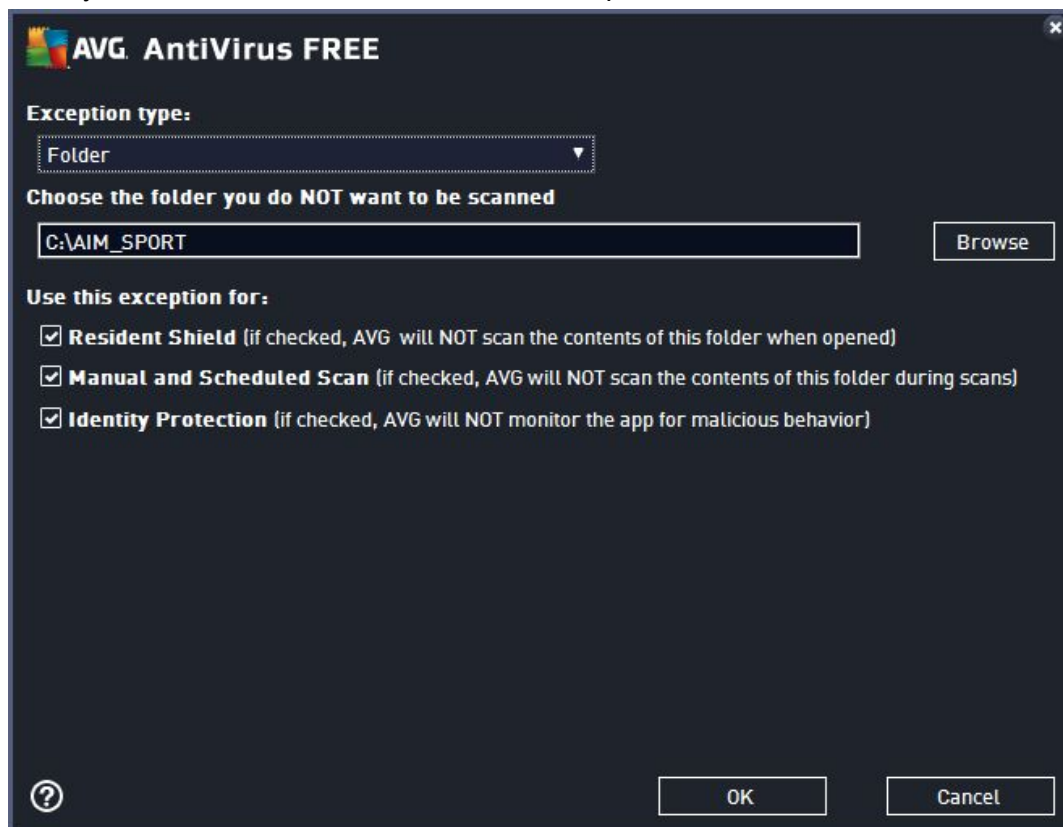 AVG. AntiVirus FREE
Exception type:
Folder
Choose the folder you do NOT want to be scanned
C:\AIM_SPORT
Browse
Use this exception for:
Resident Shield (if checked, AVG will NOT scan the contents of this folder when opened)
Manual and Scheduled Scan (if checked, AVG will NOT scan the contents of this folder during scans)
Identity Protection (if checked, AVG will NOT monitor the app for malicious behavior)
OK
Cancel